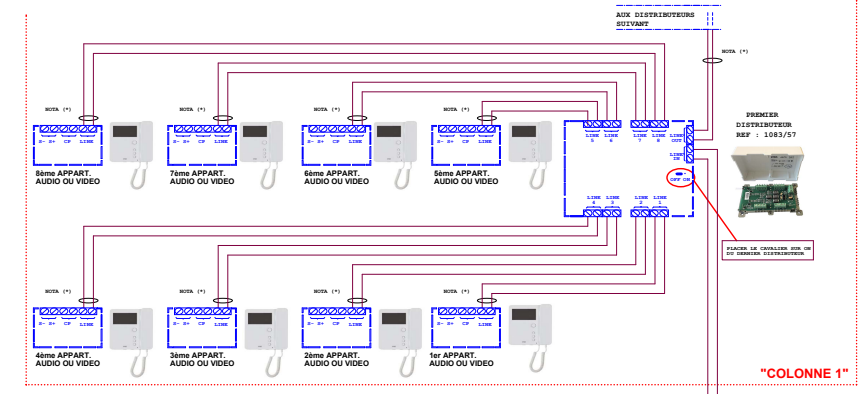 AUX DISTRIBUTEURS
SUIVANT
NOTA (*)
NOTA (*)
NOTA (*)
NOTA (*)
NOTA (*)
PREMIER
DISTRIBUTEUR
REF : 1083/57
S- S+ CP LINE
S- S+ CP LINE
S- S+ CP LINE
S- S+ CP LINE
LINE
5
LINE
6
LINE
7
LINE
8
LINE
OUT
LINE
IN
OFF ON
8ème APPART.
AUDIO OU VIDEO
7ème APPART.
AUDIO OU VIDEO
6ème APPART.
AUDIO OU VIDEO
5ème APPART.
AUDIO OU VIDEO
LINE
4
LINE
3
LINE
2
LINE
1
PLACER LE CAVALIER SUR ON
DU DERNIER DISTRIBUTEUR
NOTA (*)
NOTA (*)
NOTA (*)
NOTA (*)
S- S+ CP LINE
S- S+ CP LINE
S- S+ CP LINE
S- S+ CP LINE
4ème APPART.
AUDIO OU VIDEO
3ème APPART.
AUDIO OU VIDEO
2ème APPART.
AUDIO OU VIDEO
1er APPART.
AUDIO OU VIDEO
"COLONNE 1"